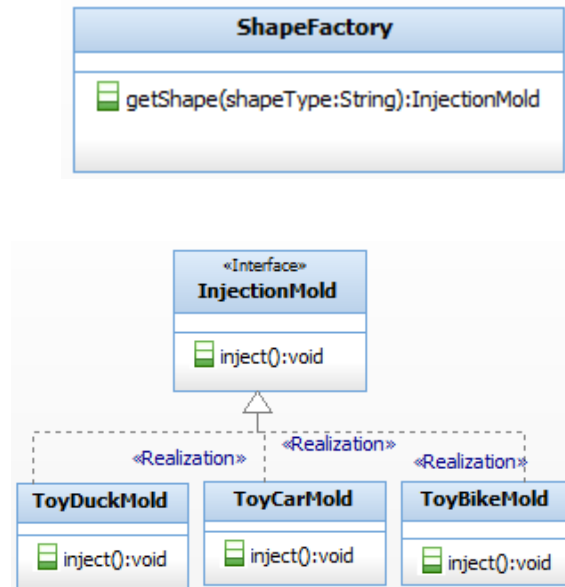 ShapeFactory
getShape(shapeType:String):InjectionMold
«Interface»
InjectionMold
inject():void
«Realization»
«Realization»
«Realization»
ToyDuckMold
inject():void
ToyCarMold
inject():void
ToyBikeMold
inject():void